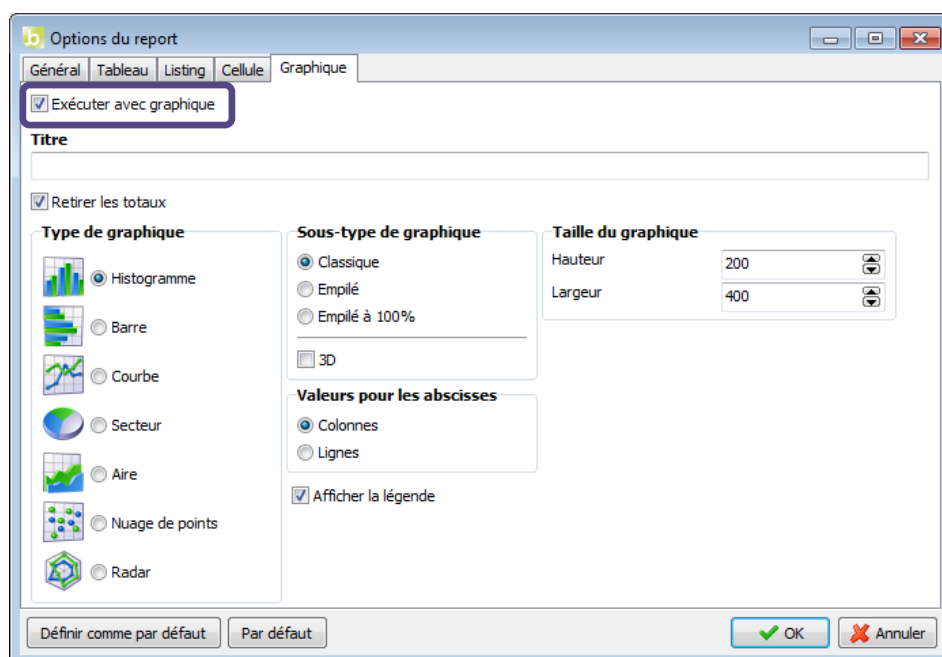 b Options du report
Général Tableau Listing Cellule Graphique
Exécuter avec graphique
Titre
Retirer les totaux
Type de graphique
Histogramme
Barre
Courbe
Secteur
Aire
Nuage de points
Radar
Sous-type de graphique
Classique
Empilé
Empilé à 100%
3D
Valeurs pour les abscisses
Colonnes
Lignes
Afficher la légende
Taille du graphique
Hauteur 200
Largeur 400
Définir comme par défaut Par défaut OK Annuler